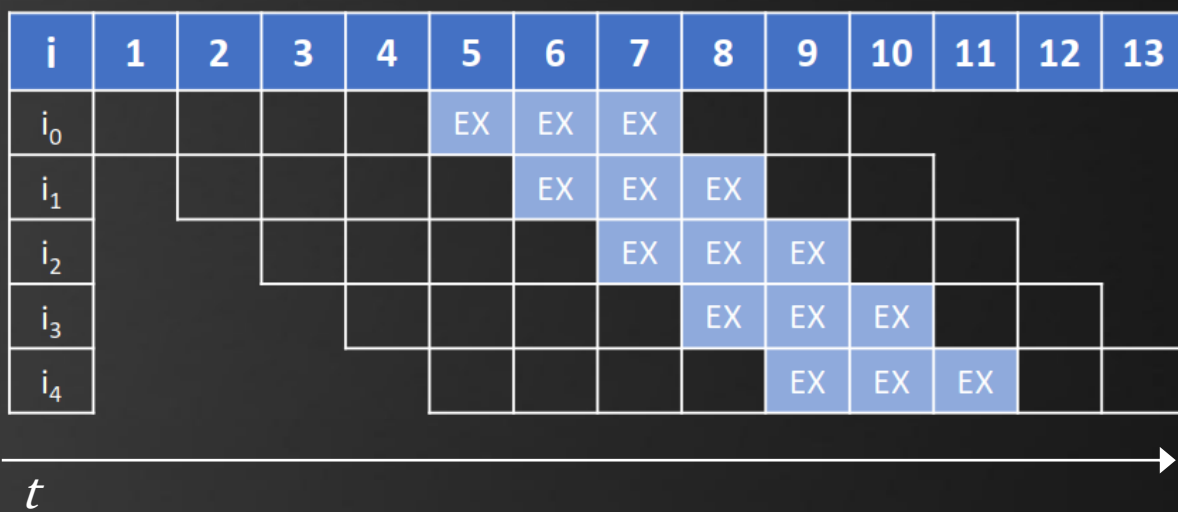 i 1 2 3 4 5 6 7 8 9 10 11 12 13
i₀ EX EX EX
i₁ EX EX EX
i₂ EX EX EX
i₃ EX EX EX
i₄ EX EX EX
t